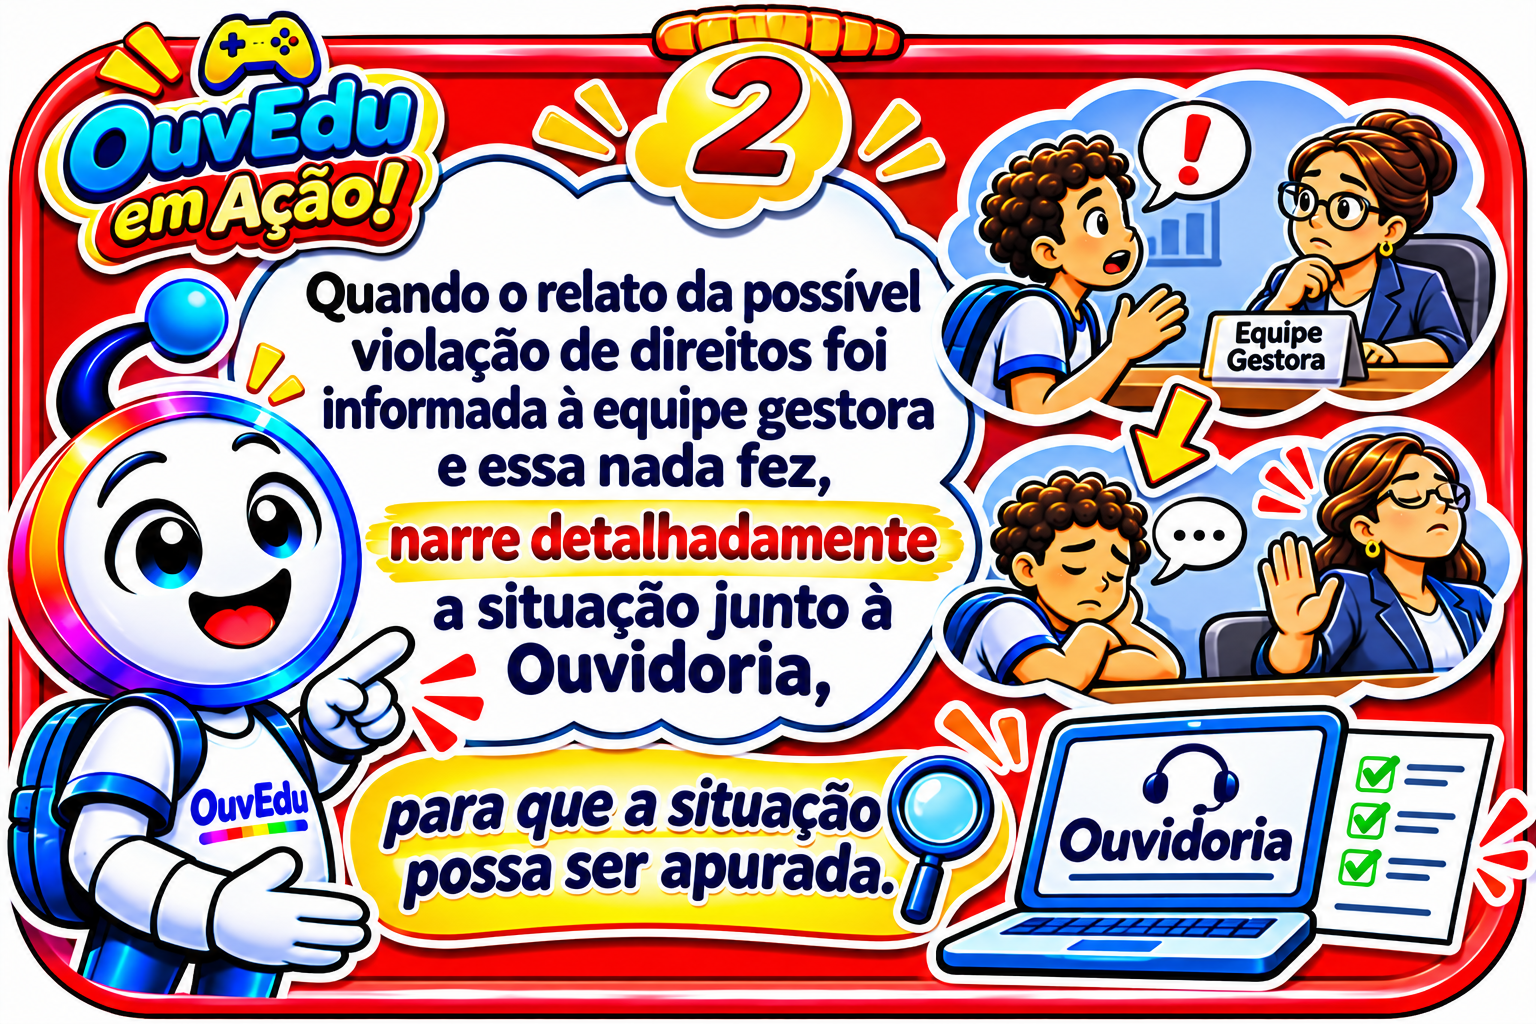 OuvEdu
em Ação!
2
Quando o relato da possível
violação de direitos foi
informada à equipe gestora
e essa nada fez,
narre detalhadamente
a situação junto à
Ouvidoria,
para que a situação
possa ser apurada.
!
Equipe
Gestora
...
OuvEdu
Ouvidoria